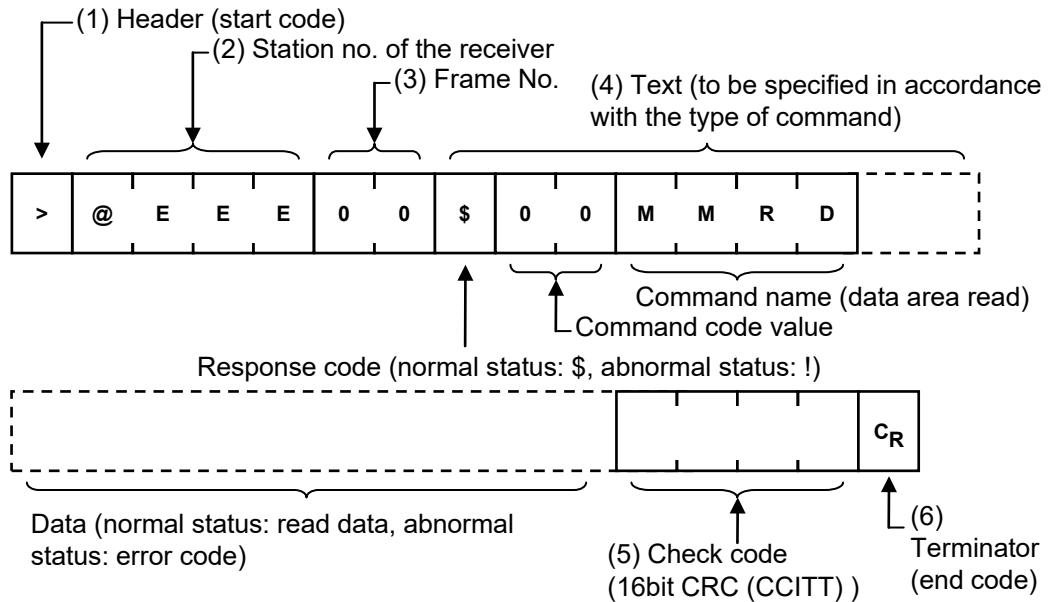 (1) Header (start code)
(2) Station no. of the receiver
(3) Frame No.
(4) Text (to be specified in accordance
with the type of command)
> @ E E E 0 0 $ 0 0 M M R D
Command name (data area read)
Command code value
Response code (normal status: $, abnormal status: !)
CR
Data (normal status: read data, abnormal
status: error code)
(5) Check code
(16bit CRC (CCITT) )
(6)
Terminator
(end code)